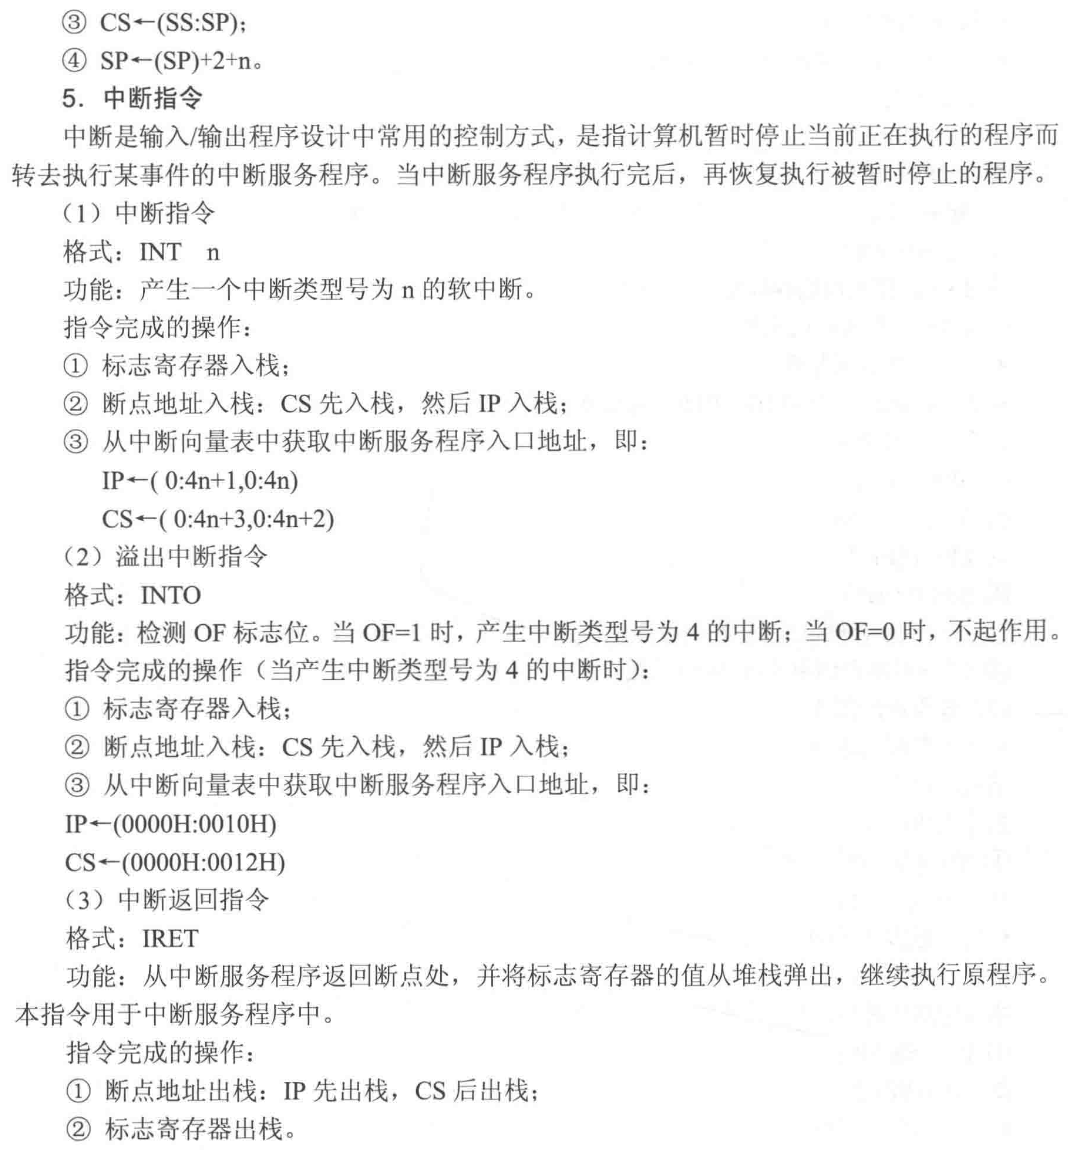 ③ CS←(SS:SP);
④ SP←(SP)+2+n。
5．中断指令
中断是输入/输出程序设计中常用的控制方式，是指计算机暂时停止当前正在执行的程序而
转去执行某事件的中断服务程序。当中断服务程序执行完后，再恢复执行被暂时停止的程序。
（1）中断指令
格式：INT n
功能：产生一个中断类型号为 n 的软中断。
指令完成的操作：
① 标志寄存器入栈；
② 断点地址入栈：CS 先入栈，然后 IP 入栈；
③ 从中断向量表中获取中断服务程序入口地址，即：
IP←( 0:4n+1,0:4n)
CS←( 0:4n+3,0:4n+2)
（2）溢出中断指令
格式：INTO
功能：检测 OF 标志位。当 OF=1 时，产生中断类型号为 4 的中断；当 OF=0 时，不起作用。
指令完成的操作（当产生中断类型号为 4 的中断时）：
① 标志寄存器入栈；
② 断点地址入栈：CS 先入栈，然后 IP 入栈；
③ 从中断向量表中获取中断服务程序入口地址，即：
IP←(0000H:0010H)
CS←(0000H:0012H)
（3）中断返回指令
格式：IRET
功能：从中断服务程序返回断点处，并将标志寄存器的值从堆栈弹出，继续执行原程序。
本指令用于中断服务程序中。
指令完成的操作：
① 断点地址出栈：IP 先出栈，CS 后出栈；
② 标志寄存器出栈。